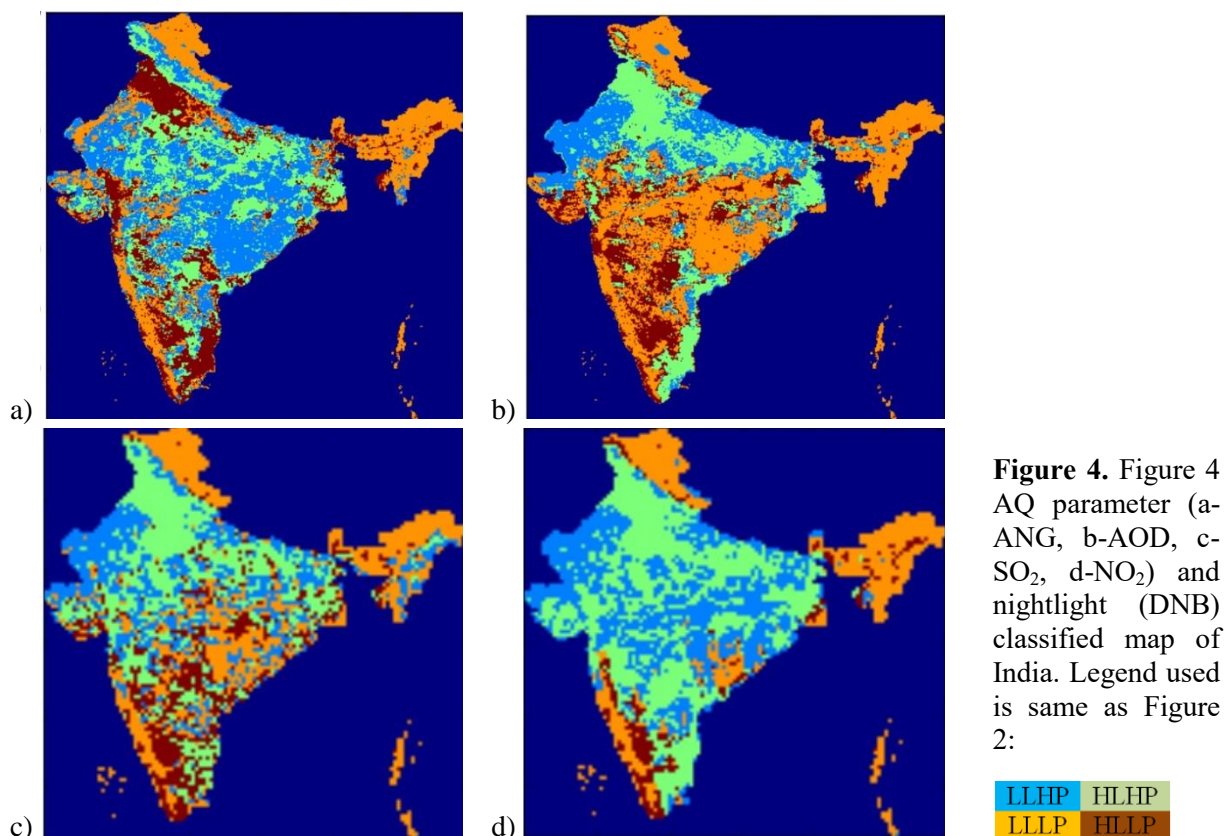 a)
b)
c)
d)
Figure 4. Figure 4
AQ parameter (a-
ANG, b-AOD, c-
SO₂, d-NO₂) and
nightlight (DNB)
classified map of
India. Legend used
is same as Figure
2:
LLHP HLHP
LLLP HLLP